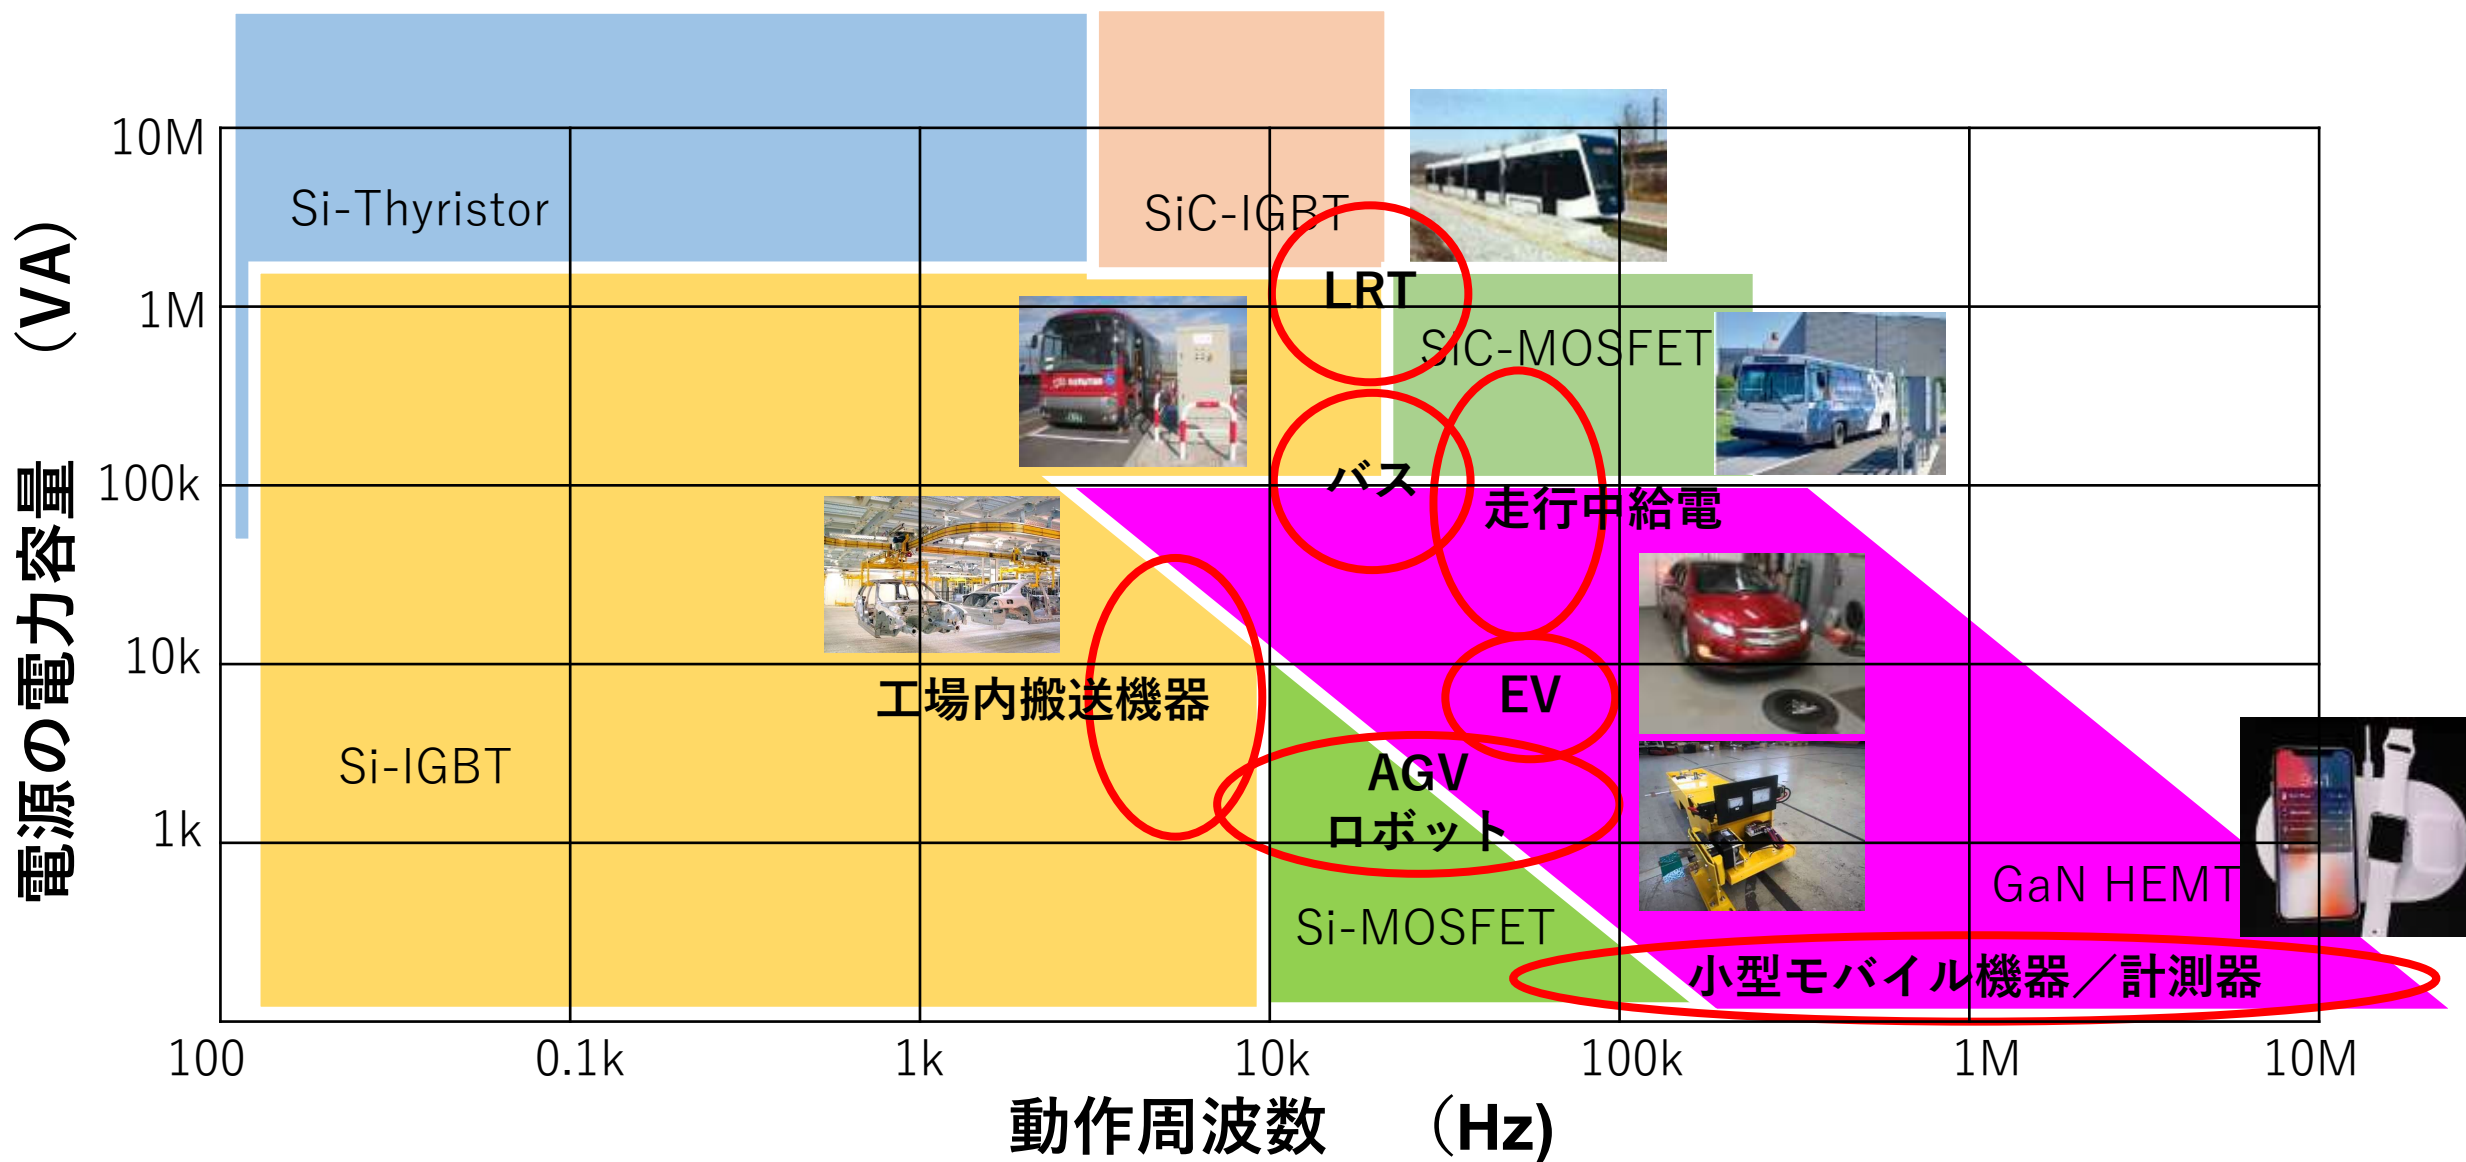 電源の電力容量 （VA）
10M
1M
100k
10k
1k
Si-Thyristor
SiC-IGBT
LRT
SiC-MOSFET
バス
走行中給電
工場内搬送機器
EV
Si-IGBT
AGV
ロボット
GaN HEMT
Si-MOSFET
小型モバイル機器／計測器
100
0.1k
1k
10k
100k
1M
10M
動作周波数 （Hz)